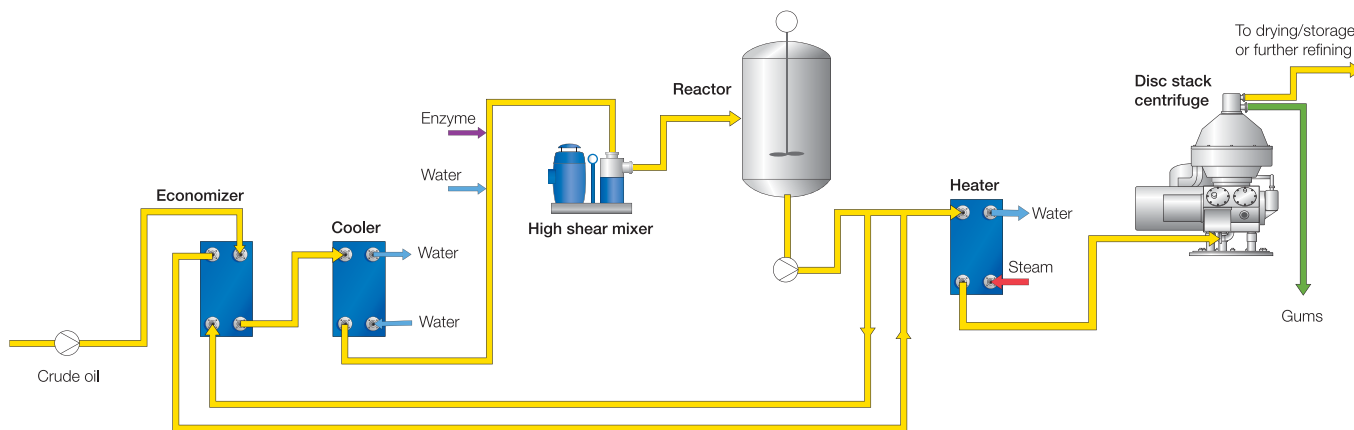 To drying/storage
or further refining
Disc stack
centrifuge
Reactor
Enzyme
Water
Economizer
Cooler
High shear mixer
Heater
Water
Water
Steam
Water
Gums
Crude oil